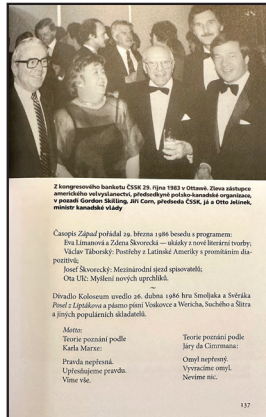 Z kongresového banketu ČSSK 29. října 1983 v Ottawě. Zleva zástupce
amerického velvyslanectví, předsedkyně polsko-kanadské organizace,
v pozadí Gordon Skilling, Jiří Corn, předseda ČSSK, já a Otto Jelínek,
ministr kanadské vlády
Časopis Západ pořádal 29. března 1986 besedu s programem:
Eva Límanová a Zdena Škvorecká — ukázky z nové literární tvorby;
Václav Táborský: Postřehy z Latinské Ameriky s promítáním dia-
pozitivů;
Josef Škvorecký: Mezinárodní sjezd spisovatelů;
Ota Ulč: Myšlení nových uprchlíků.
~
Divadlo Koloseum uvedlo 26. dubna 1986 hru Smoljaka a Svěráka
Posel z Liptákova a pásmo písní Voskovce a Wericha, Suchého a Šlitra
a jiných populárních skladatelů.
Motto:
Teorie poznání podle
Karla Marxe:
Pravda nepřesná.
Upřesňujeme pravdu.
Víme vše.
Teorie poznání podle
Járy da Cimrmana:
Omyl nepřesný.
Vyvracíme omyl.
Nevíme nic.
137